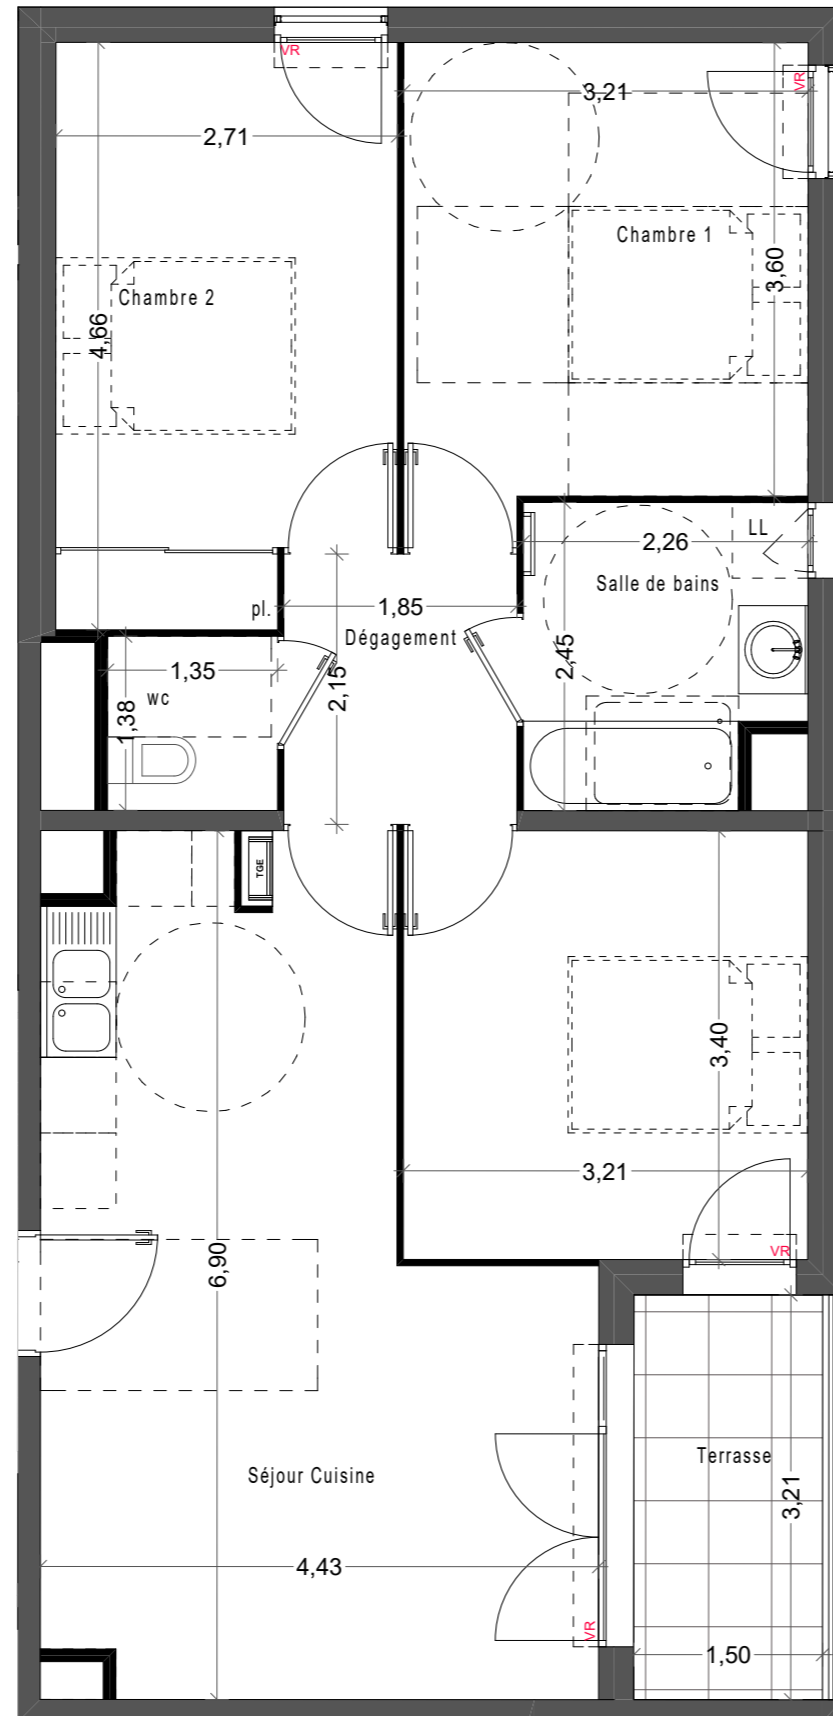 VR
VR
3,21
2,71
Chambre 1
3,60
Chambre 2
4,66
LL
2,26
Salle de bains
pl.
1,85
Dégagement
2,45
1,35
wc
2,15
1,38
TGE
3,40
3,21
VR
6,90
Terrasse
Séjour Cuisine
3,21
4,43
VR
1,50